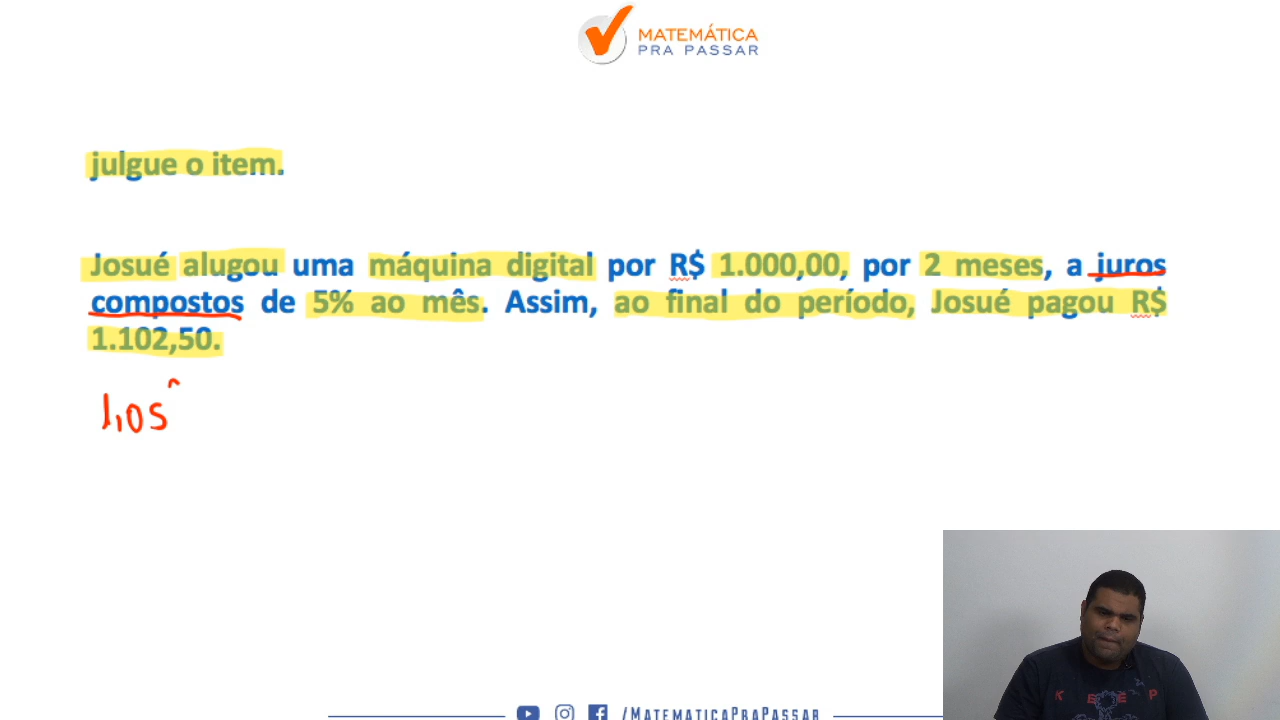 MATEMÁTICA
PRA PASSAR
julgue o item.
Josué alugou uma máquina digital por R$ 1.000,00, por 2 meses, a juros
compostos de 5% ao mês. Assim, ao final do período, Josué pagou R$
1.102,50.
1,05
/MATEMATICAPRAPASSAR
K E E P